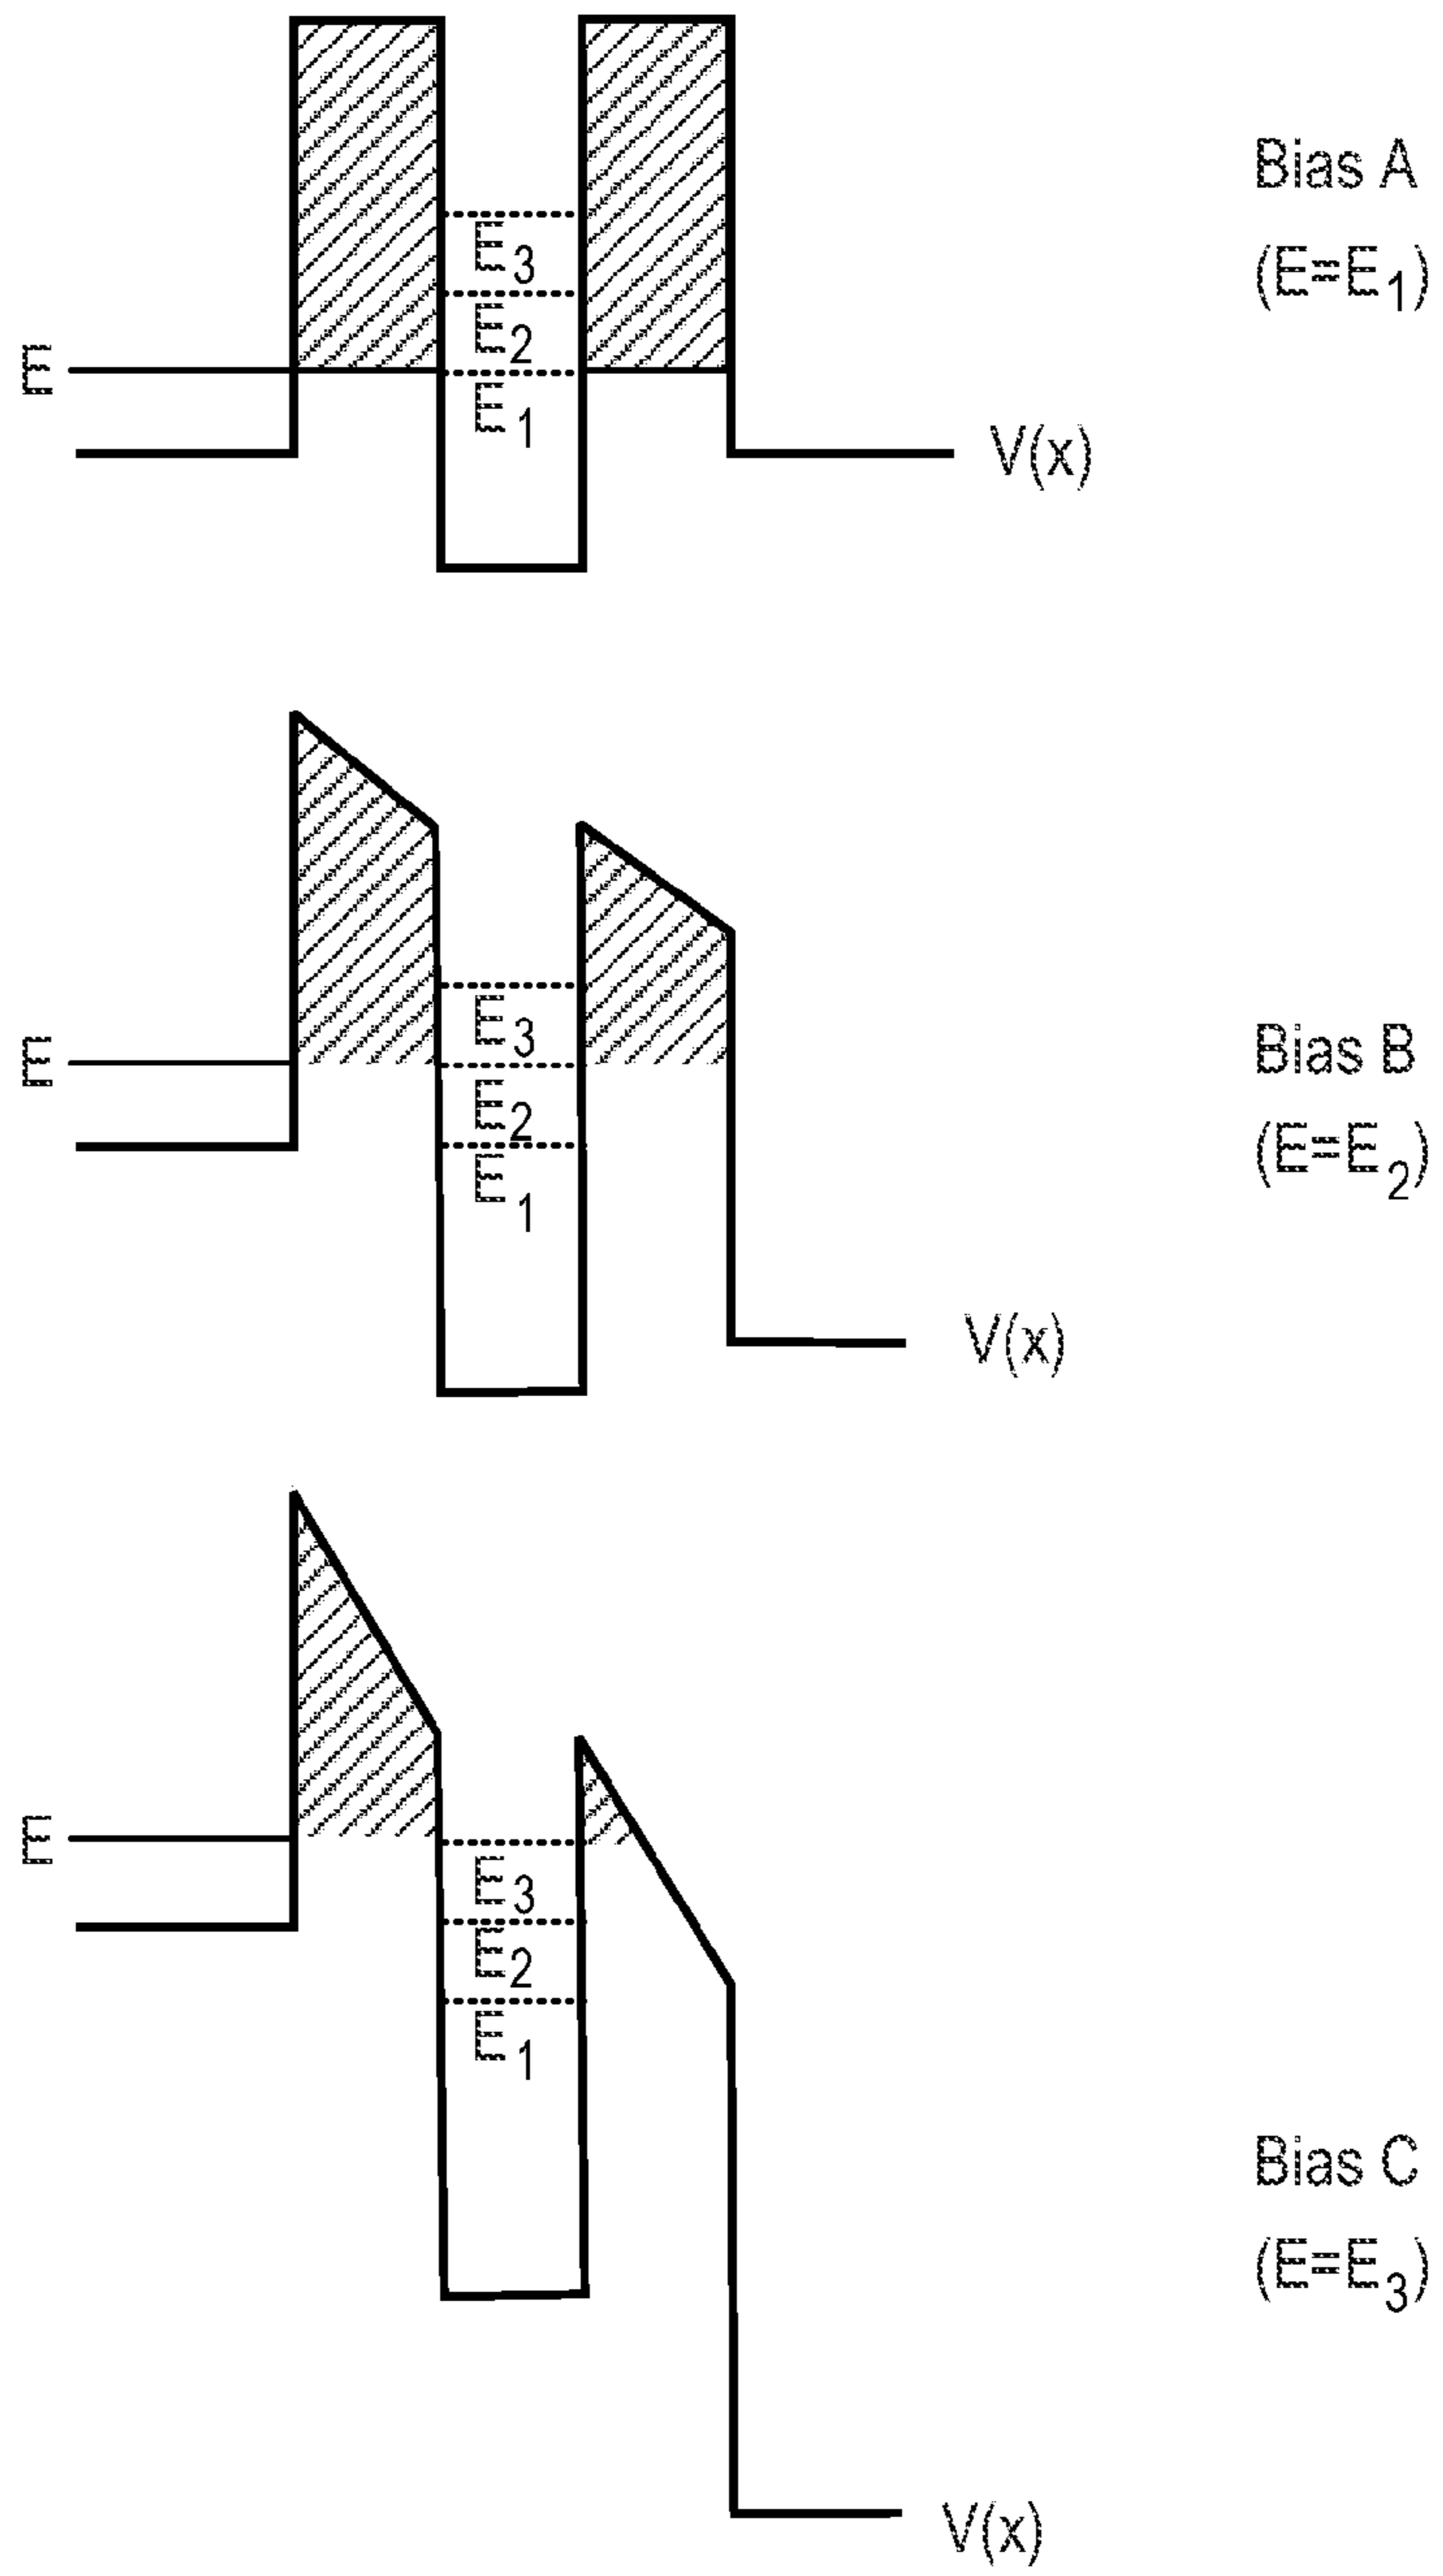 Bias A
E₃
(E=E₁)
E₂
E
E₁
V(x)
E₃
E
Bias B
E₂
(E=E₂)
E₁
V(x)
E
E₃
E₂
E₁
Bias C
(E=E₃)
V(x)